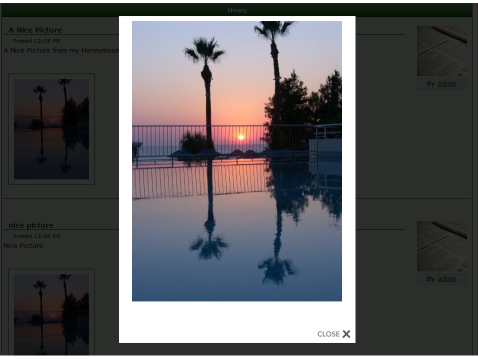 News
A Nice Picture
Posted 12:29 PM
A Nice Picture from my Honeymoon
By admin
nice picture
Posted 12:28 PM
Nice Picture
By admin
CLOSE X